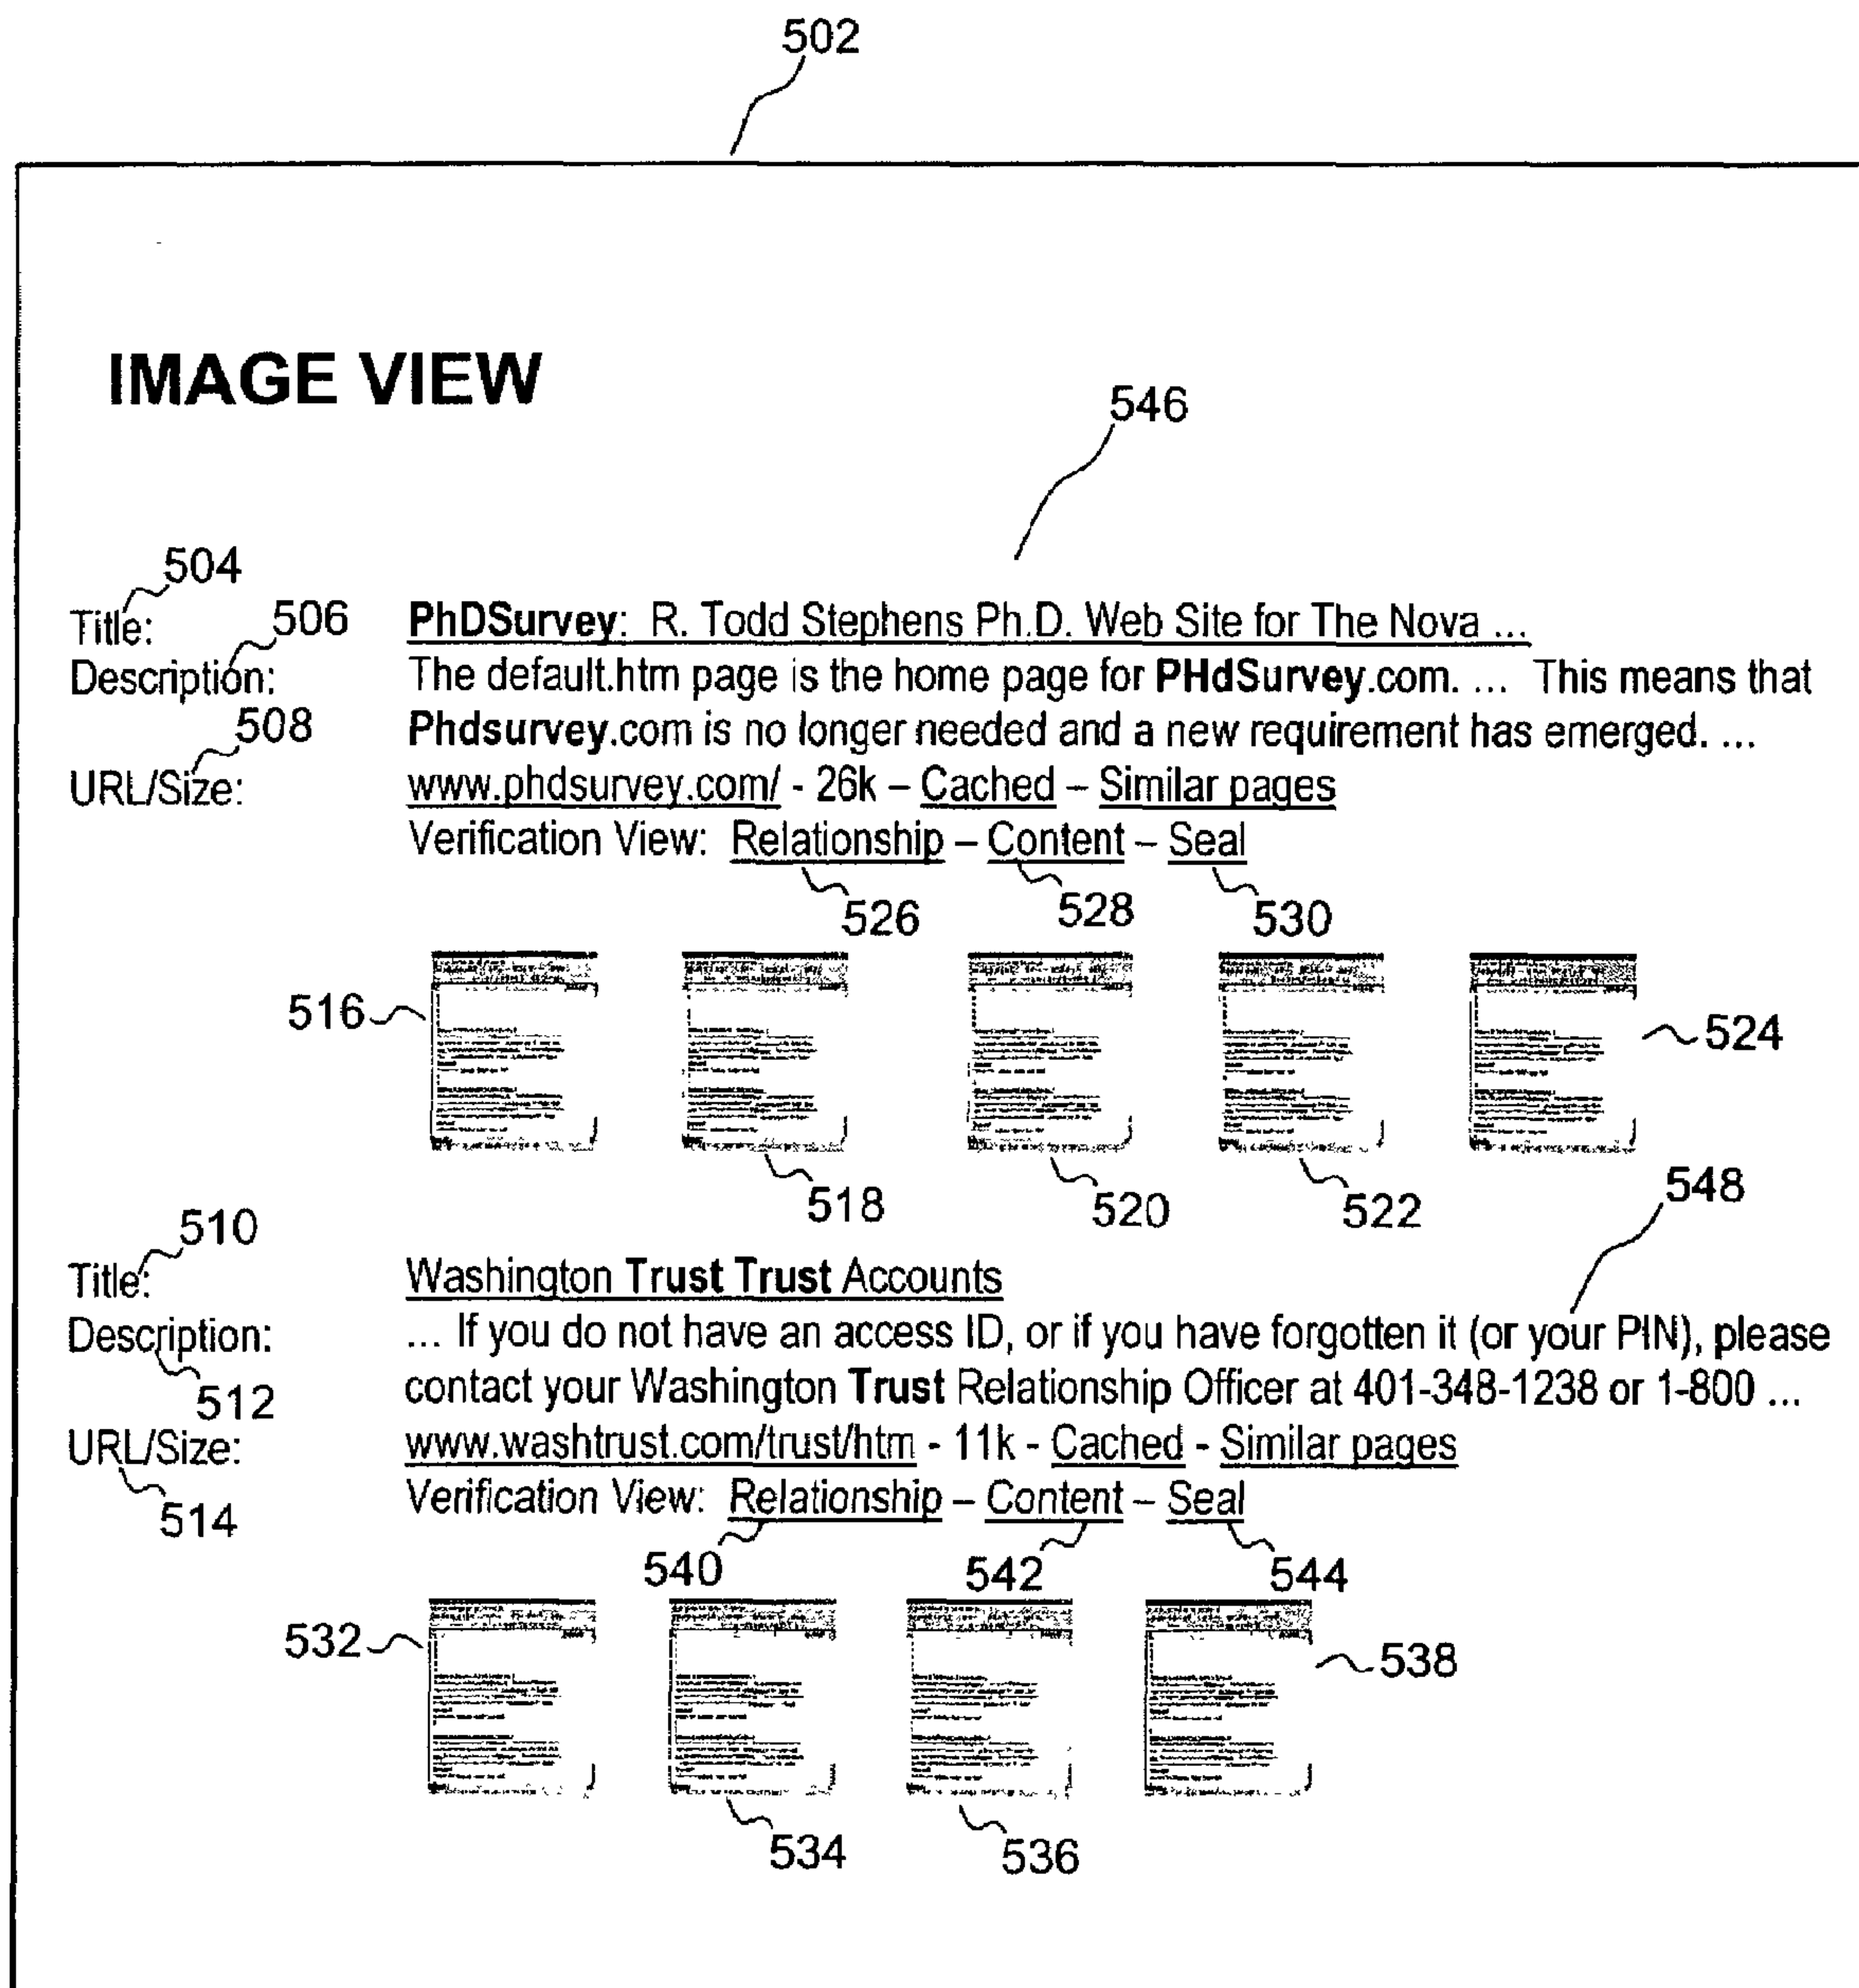 502
IMAGE VIEW
546
504
Title:
506
PhDSurvey: R. Todd Stephens Ph.D. Web Site for The Nova ...
Description:
The default.htm page is the home page for PHdSurvey.com. ... This means that
508
Phdsurvey.com is no longer needed and a new requirement has emerged. ...
URL/Size:
www.phdsurvey.com/ - 26k – Cached – Similar pages
Verification View: Relationship – Content – Seal
526
528
530
516
524
518
520
522
548
510
Title:
Washington Trust Trust Accounts
Description:
... If you do not have an access ID, or if you have forgotten it (or your PIN), please
512
contact your Washington Trust Relationship Officer at 401-348-1238 or 1-800 ...
URL/Size:
www.washtrust.com/trust/htm - 11k - Cached - Similar pages
514
Verification View: Relationship – Content – Seal
540
542
544
532
538
534
536